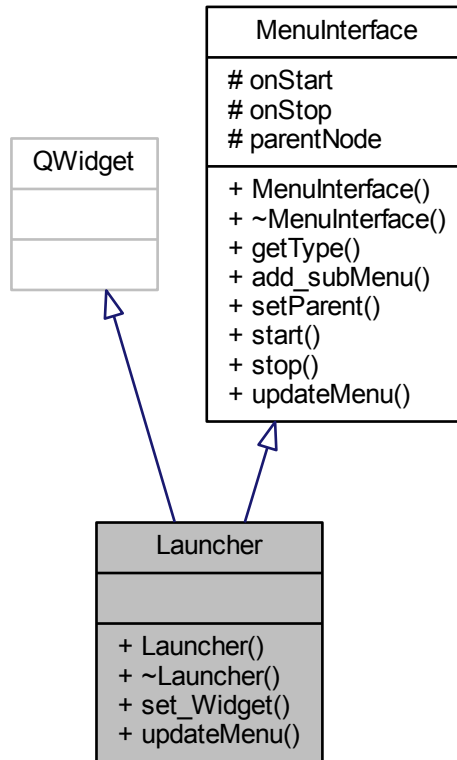 MenuInterface
# onStart
# onStop
# parentNode
+ MenuInterface()
+ ~MenuInterface()
+ getType()
+ add_subMenu()
+ setParent()
+ start()
+ stop()
+ updateMenu()
QWidget
Launcher
+ Launcher()
+ ~Launcher()
+ set_Widget()
+ updateMenu()